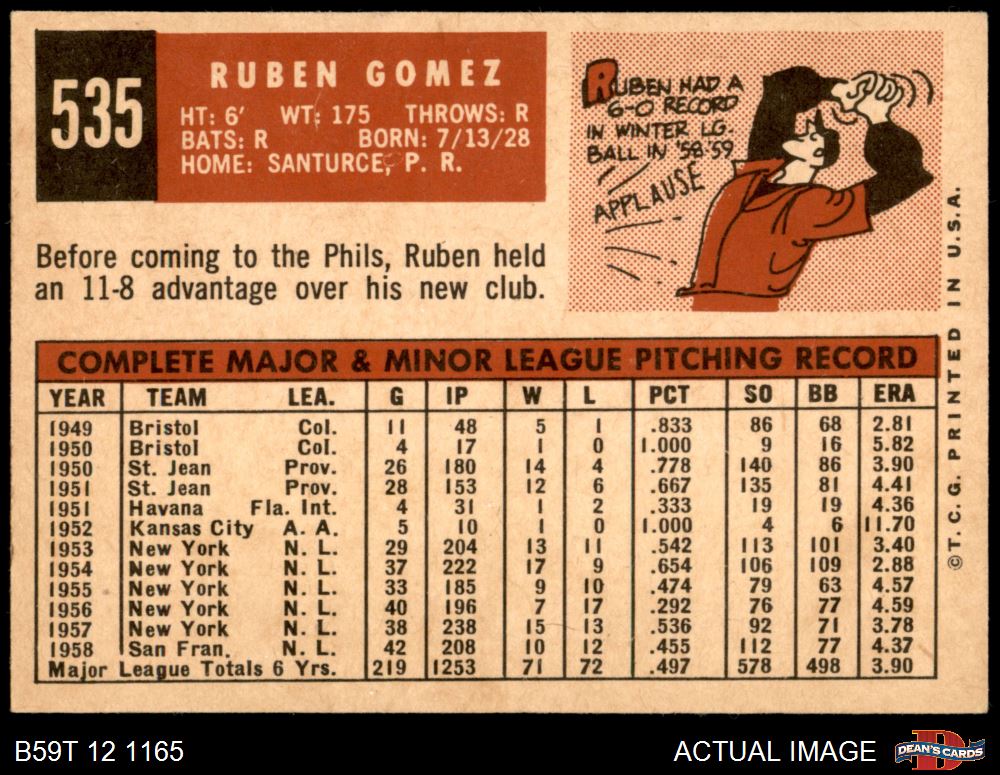 535
RUBEN GOMEZ
HT: 6' WT: 175 THROWS: R
BATS: R BORN: 7/13/28
HOME: SANTURCE, P. R.
RUBEN HAD A
6-0 RECORD
IN WINTER LG.
BALL IN '58-59
APPLAUSE
Before coming to the Phils, Ruben held
an 11-8 advantage over his new club.
COMPLETE MAJOR & MINOR LEAGUE PITCHING RECORD
YEAR TEAM LEA. G IP W L PCT SO BB ERA
1949 Bristol Col. 11 48 5 1 .833 86 68 2.81
1950 Bristol Col. 4 17 1 0 1.000 9 16 5.82
1950 St. Jean Prov. 26 180 14 4 .778 140 86 3.90
1951 St. Jean Prov. 28 153 12 6 .667 135 81 4.41
1951 Havana Fla. Int. 4 31 1 2 .333 19 19 4.36
1952 Kansas City A. A. 5 10 1 0 1.000 4 6 11.70
1953 New York N. L. 29 204 13 11 .542 113 101 3.40
1954 New York N. L. 37 222 17 9 .654 106 109 2.88
1955 New York N. L. 33 185 9 10 .474 79 63 4.57
1956 New York N. L. 40 196 7 17 .292 76 77 4.59
1957 New York N. L. 38 238 15 13 .536 92 71 3.78
1958 San Fran. N. L. 42 208 10 12 .455 112 77 4.37
Major League Totals 6 Yrs. 219 1253 71 72 .497 578 498 3.90
©T. C. G. PRINTED IN U.S.A.
B59T 12 1165
ACTUAL IMAGE
B
DEAN'S CARDS